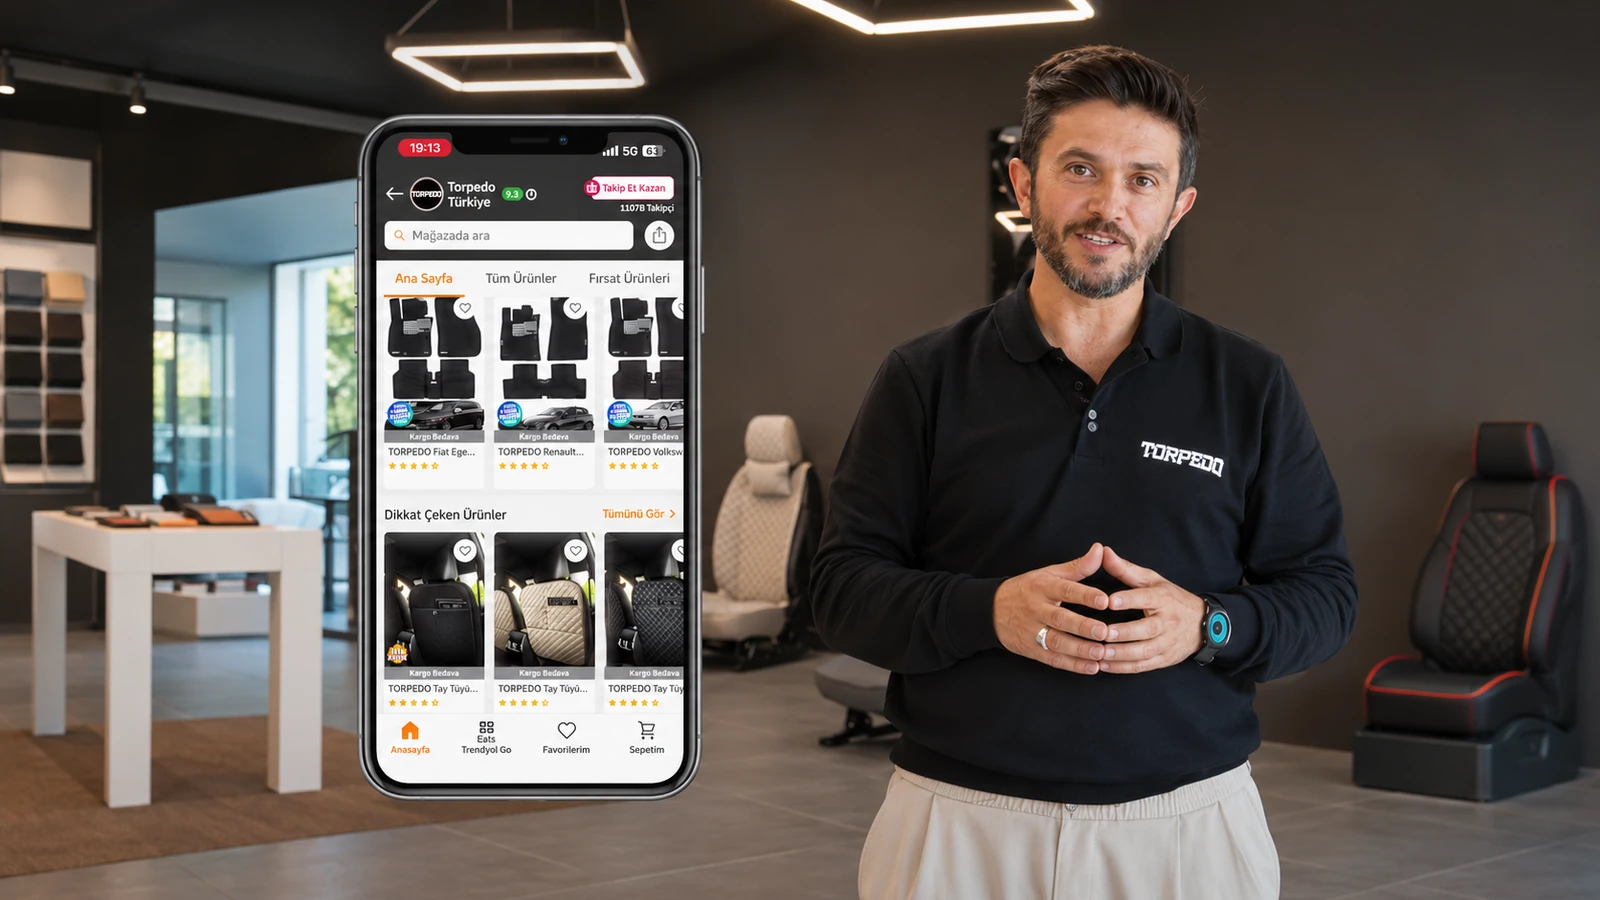 19:13
5G 63
TORPEDO
Torpedo
Türkiye
9.3
Takip Et Kazan
1107B Takipçi
Mağazada ara
Ana Sayfa
Tüm Ürünler
Fırsat Ürünleri
Kargo Bedava
Kargo Bedava
Kargo Bedava
TORPEDO Fiat Ege...
TORPEDO Renault...
TORPEDO Volksw
Dikkat Çeken Ürünler
Tümünü Gör
Kargo Bedava
Kargo Bedava
Kargo Bedava
TORPEDO Tay Tüyü...
TORPEDO Tay Tüyü...
TORPEDO Tay Tüy
Anasayfa
Eats
Trendyol Go
Favorilerim
Sepetim
TORPEDO